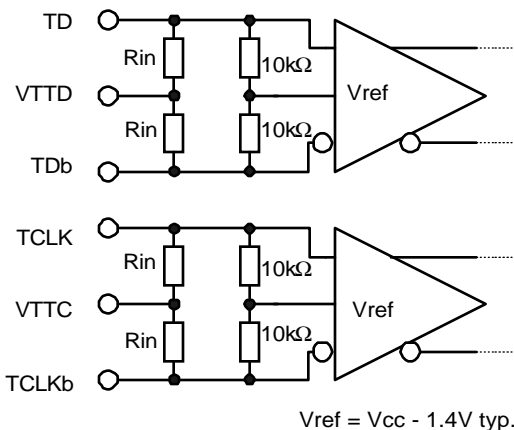 TD
Rin
10kΩ
VTTD
Vref
Rin
10kΩ
TDb
TCLK
Rin
10kΩ
VTTC
Vref
Rin
10kΩ
TCLKb
Vref = Vcc - 1.4V typ.